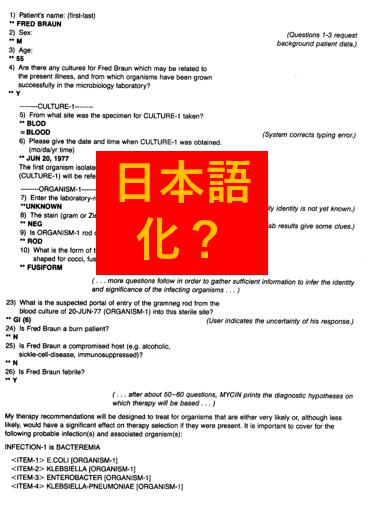 1) Patient's name: (first-last)
** FRED BRAUN
2) Sex:
(Questions 1-3 request
** M
background patient data.)
3) Age:
** 55
4) Are there any cultures for Fred Braun which may be related to
the present illness, and from which organisms have been grown
successfully in the microbiology laboratory?
** Y
--------CULTURE-1--------
5) From what site was the specimen for CULTURE-1 taken?
** BLOD
=BLOOD
(System corrects typing error.)
6) Please give the date and time when CULTURE-1 was obtained.
(mo/da/yr time)
** JUN 20, 1977
The first organism isolate
(CULTURE-1) will be refe
--------ORGANISM-1------
7) Enter the laboratory-r
**UNKNOWN
ly identity is not yet known.)
8) The stain (gram or Zie
ab results give some clues.)
** NEG
9) Is ORGANISM-1 rod o
** ROD
10) What is the form of t
shaped for cocci, fus
** FUSIFORM
日本語
化？
( . . . more questions follow in order to gather sufficient information to infer the identity
and significance of the infecting organisms . . . )
23) What is the suspected portal of entry of the gramneg rod from the
blood culture of 20-JUN-77 (ORGANISM-1) into this sterile site?
** GI (6)
(User indicates the uncertainty of his response.)
24) Is Fred Braun a burn patient?
** N
25) Is Fred Braun a compromised host (e.g. alcoholic,
sickle-cell-disease, immunosuppressed)?
** N
26) Is Fred Braun febrile?
** Y
( . . . after about 50–60 questions, MYCIN prints the diagnostic hypotheses on
which therapy will be based . . . )
My therapy recommendations will be designed to treat for organisms that are either very likely or, although less
likely, would have a significant effect on therapy selection if they were present. It is important to cover for the
following probable infection(s) and associated organism(s):
INFECTION-1 is BACTEREMIA
<ITEM-1> E.COLI [ORGANISM-1]
<ITEM-2> KLEBSIELLA [ORGANISM-1]
<ITEM-3> ENTEROBACTER [ORGANISM-1]
<ITEM-4> KLEBSIELLA-PNEUMONIAE [ORGANISM-1]